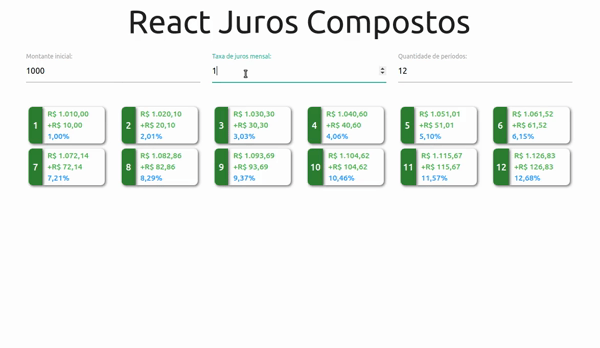 React Juros Compostos
Montante inicial: Taxa de juros mensal: Quantidade de períodos:
1000 1 12
1 R$ 1.010,00 +R$ 10,00 1,00%
2 R$ 1.020,10 +R$ 20,10 2,01%
3 R$ 1.030,30 +R$ 30,30 3,03%
4 R$ 1.040,60 +R$ 40,60 4,06%
5 R$ 1.051,01 +R$ 51,01 5,10%
6 R$ 1.061,52 +R$ 61,52 6,15%
7 R$ 1.072,14 +R$ 72,14 7,21%
8 R$ 1.082,86 +R$ 82,86 8,29%
9 R$ 1.093,69 +R$ 93,69 9,37%
10 R$ 1.104,62 +R$ 104,62 10,46%
11 R$ 1.115,67 +R$ 115,67 11,57%
12 R$ 1.126,83 +R$ 126,83 12,68%